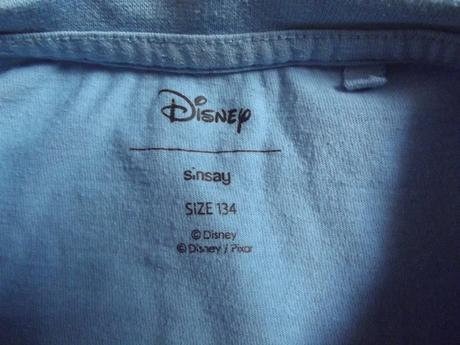 Disney
sinsay
SIZE 134
© Disney
© Disney / Pixar